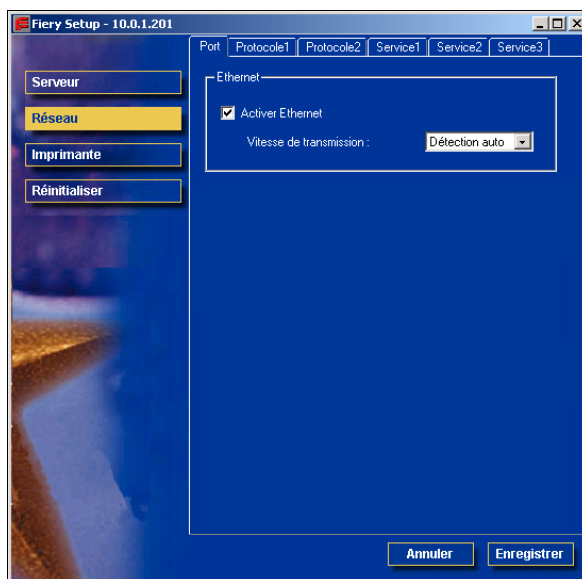 Fiery Setup - 10.0.1.201
Port Protocole1 Protocole2 Service1 Service2 Service3
Serveur
Réseau
Imprimante
Réinitialiser
Ethernet
Activer Ethernet
Vitesse de transmission : Détection auto
Annuler Enregistrer